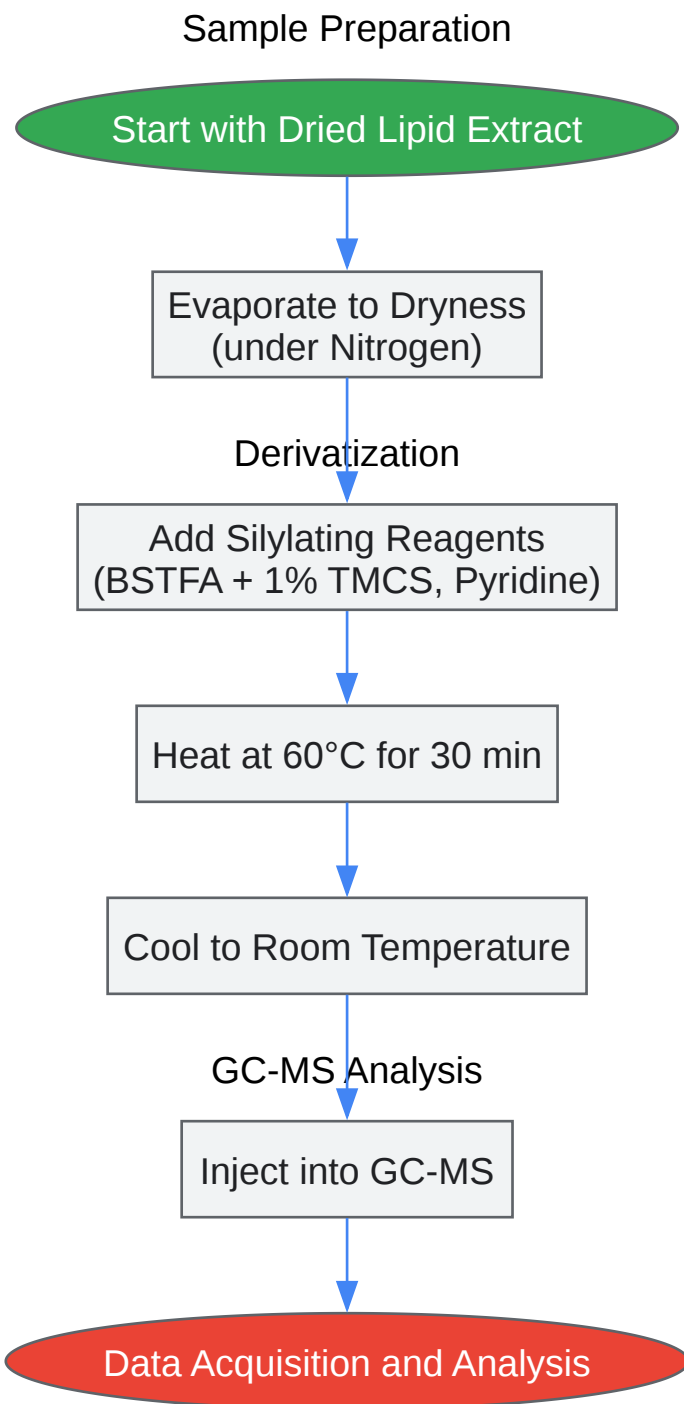 Sample Preparation
Start with Dried Lipid Extract
Evaporate to Dryness
(under Nitrogen)
Derivatization
Add Silylating Reagents
(BSTFA + 1% TMCS, Pyridine)
Heat at 60°C for 30 min
Cool to Room Temperature
GC-MS Analysis
Inject into GC-MS
Data Acquisition and Analysis